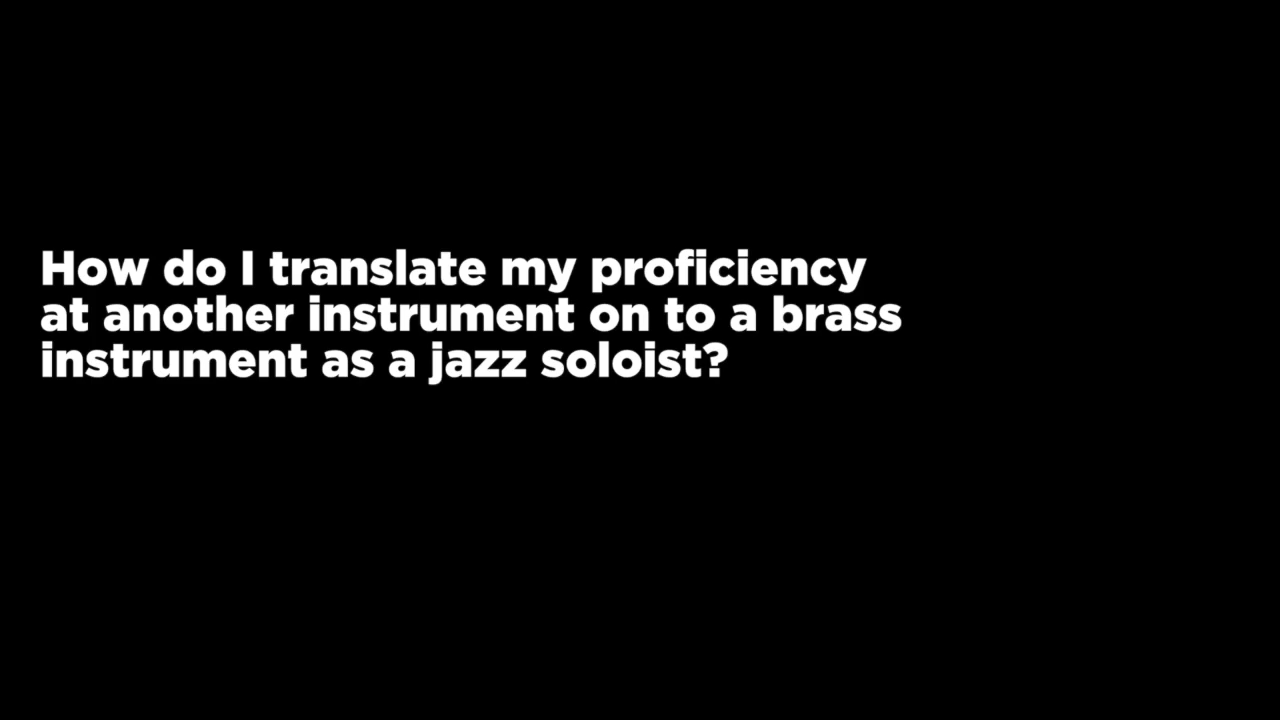 How do I translate my proficiency
at another instrument on to a brass
instrument as a jazz soloist?